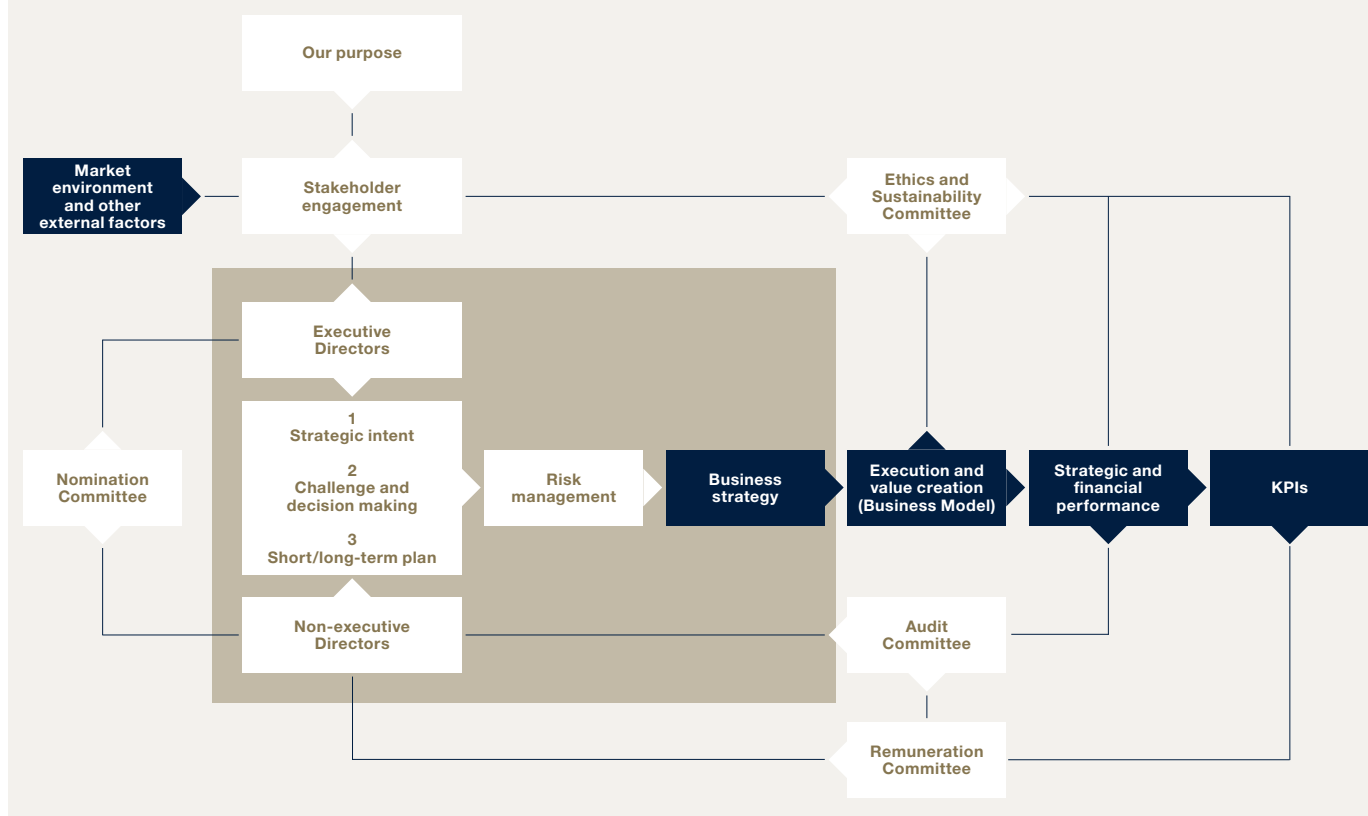 Our purpose
Market
environment
and other
external factors
Stakeholder
engagement
Ethics and
Sustainability
Committee
Executive
Directors
1
Strategic intent
2
Challenge and
decision making
3
Short/long-term plan
Nomination
Committee
Risk
management
Business
strategy
Execution and
value creation
(Business Model)
Strategic and
financial
performance
KPIs
Non-executive
Directors
Audit
Committee
Remuneration
Committee